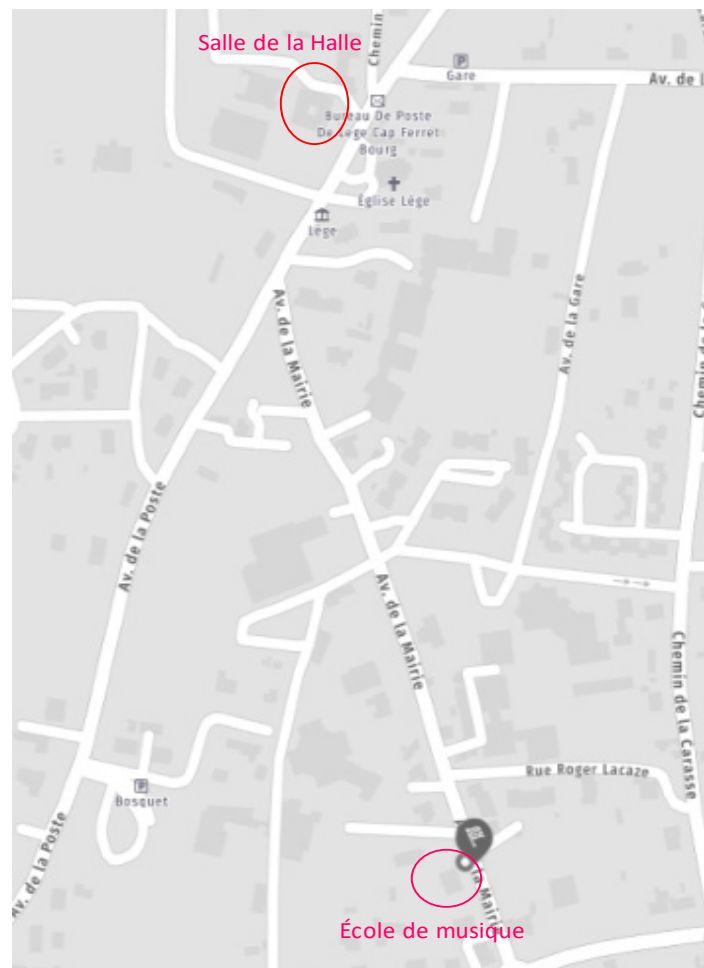 Salle de la Halle
Chemin
P
Gare
Av. de L
Bureau De Poste
De Lège Cap Ferret
Bourg
Église Lège
Lège
Av. de la Mairie
Av. de la Gare
Chemin de la C
Av. de la Poste
Av. de la Mairie
Chemin de la Carasse
Rue Roger Lacaze
P
Bosquet
Av. de la Poste
la Mairie
École de musique